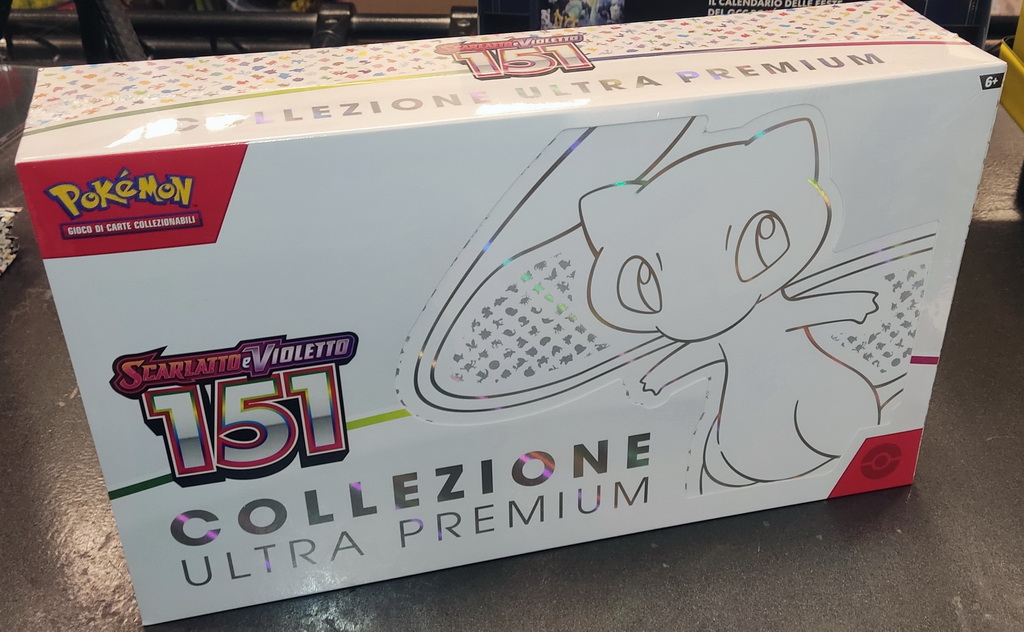 IL CALENDARIO DELLE FESTE
SCARLATTO e VIOLETTO
151
COLLEZIONE ULTRA PREMIUM
6+
POKéMON
GIOCO DI CARTE COLLEZIONABILI
SCARLATTO e VIOLETTO
151
COLLEZIONE
ULTRA PREMIUM